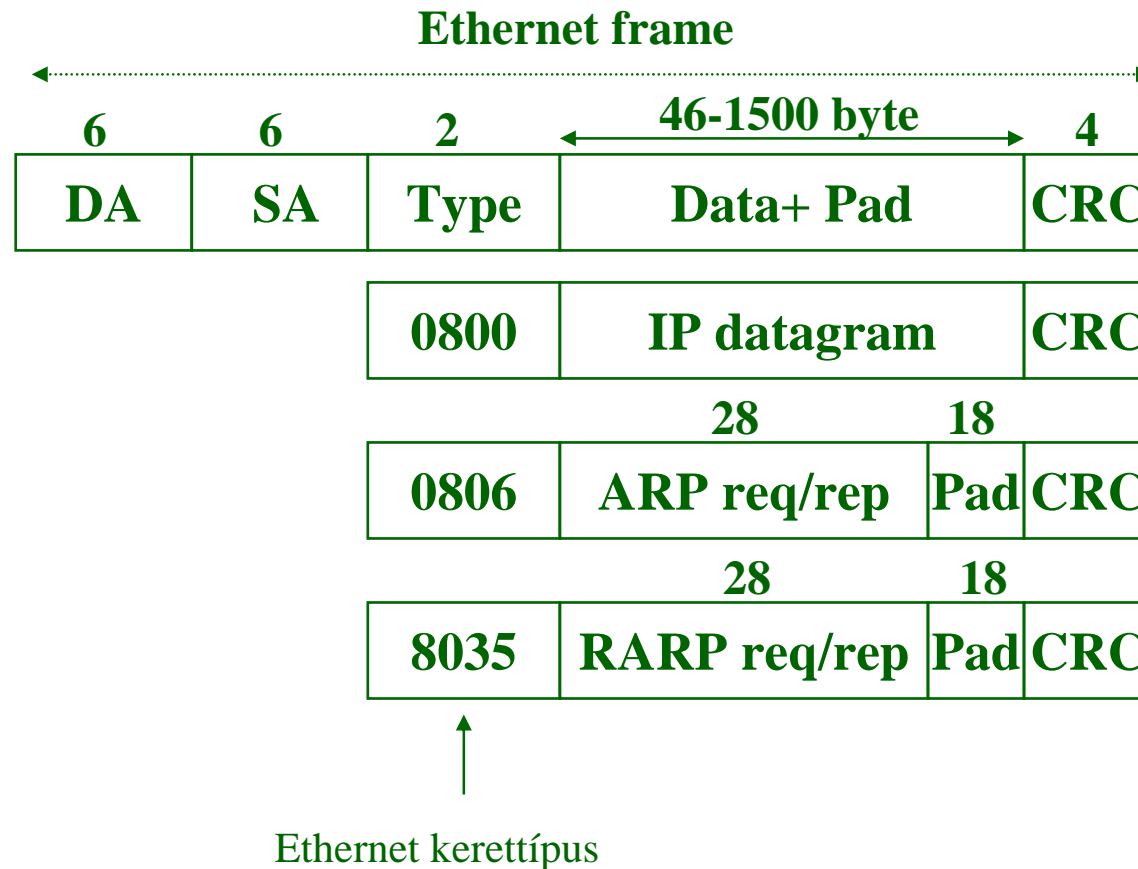 Ethernet frame
6 6 2 46-1500 byte 4
DA SA Type Data+ Pad CRC
0800 IP datagram CRC
28 18
0806 ARP req/rep Pad CRC
28 18
8035 RARP req/rep Pad CRC
Ethernet kerettípus